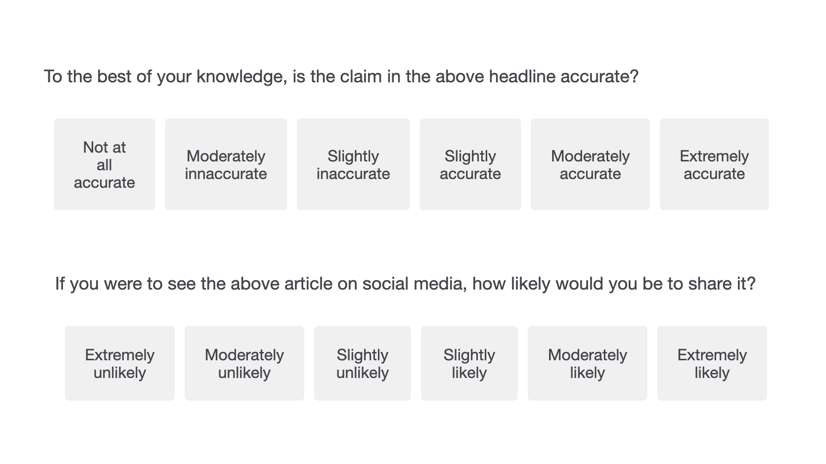 To the best of your knowledge, is the claim in the above headline accurate?
Not at
all
accurate
Moderately
innaccurate
Slightly
inaccurate
Slightly
accurate
Moderately
accurate
Extremely
accurate
If you were to see the above article on social media, how likely would you be to share it?
Extremely
unlikely
Moderately
unlikely
Slightly
unlikely
Slightly
likely
Moderately
likely
Extremely
likely